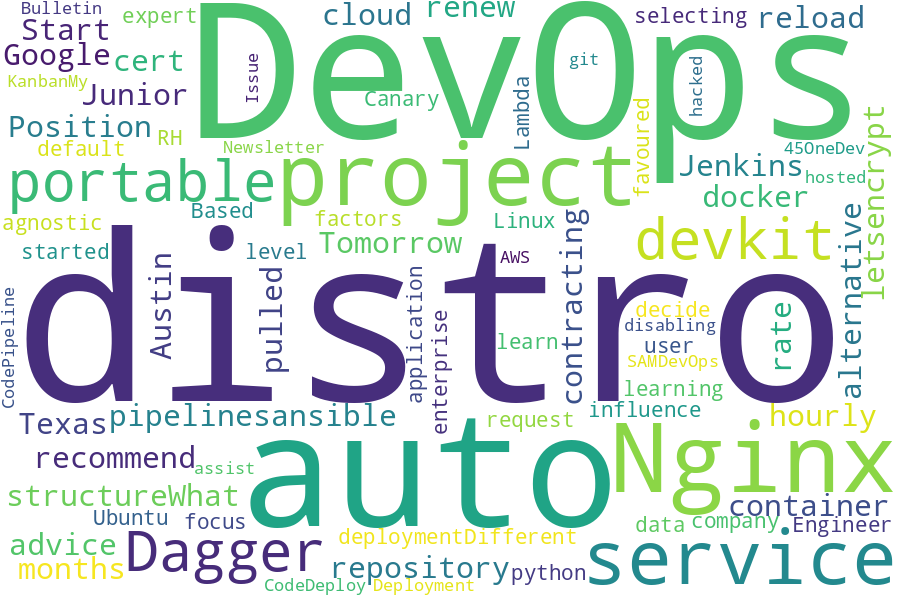 Bulletin
expert
cloud
renew
selecting
reload
Start
Google
cert
DevOps
Issue
git
hacked
KanbanMy
Junior
Canary
Lambda
favoured
letsencrypt
Position
RH
default
Newsletter
45OneDev
Jenkins
hosted
portable
project
docker
agnostic
Based
factors
Linux
contracting
devkit
alternative
started
level
Tomorrow
AWS
Austin
pulled
distro
application
enterprise
learn
decide
disabling
user
SAMDevOps
rate
CodePipeline
learning
Texas
pipelinesansible
request
influence
hourly
auto
Nginx
recommend
assist
structureWhat
container
Ubuntu
focus
data
company
Engineer
advice
Dagger
deploymentDifferent
service
months
repository
python
CodeDeploy
Deployment